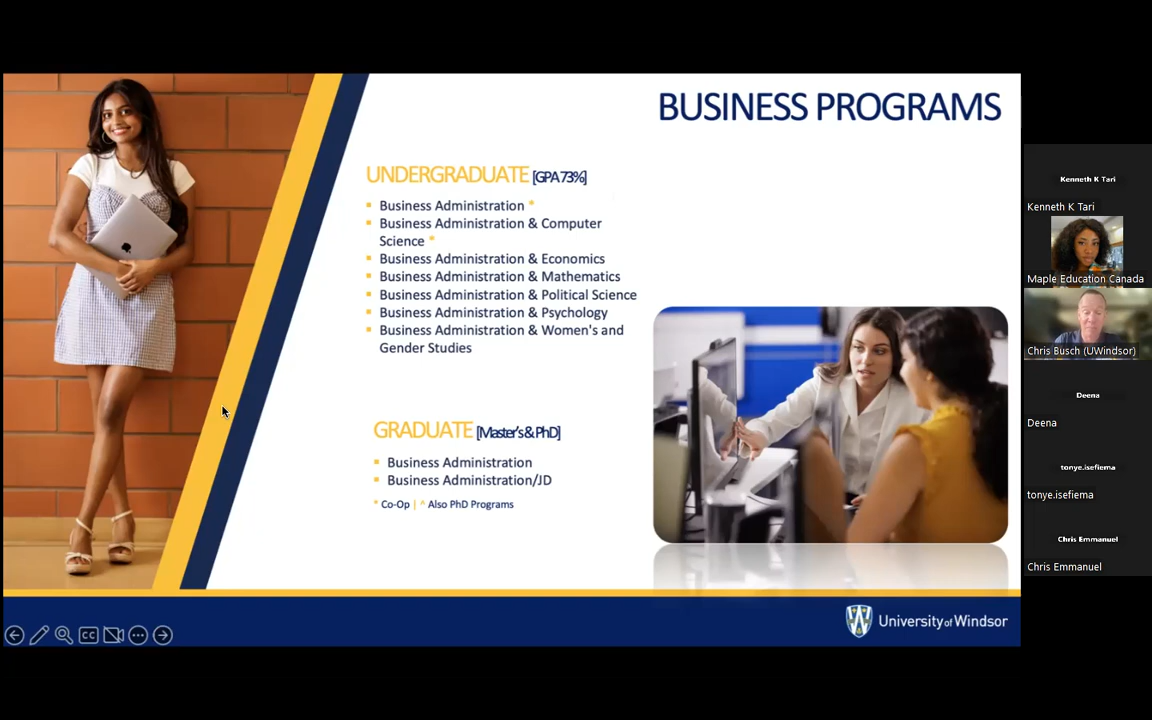 BUSINESS PROGRAMS
UNDERGRADUATE [GPA 73%]
Business Administration *
Business Administration & Computer
Science *
Business Administration & Economics
Business Administration & Mathematics
Business Administration & Political Science
Business Administration & Psychology
Business Administration & Women's and
Gender Studies
GRADUATE [Master's & PhD]
Business Administration
Business Administration/JD
* Co-Op | ^ Also PhD Programs
University of Windsor
CC
Kenneth K Tari
Kenneth K Tari
Maple Education Canada
Chris Busch (UWindsor)
Deena
Deena
tonye.isefiema
tonye.isefiema
Chris Emmanuel
Chris Emmanuel